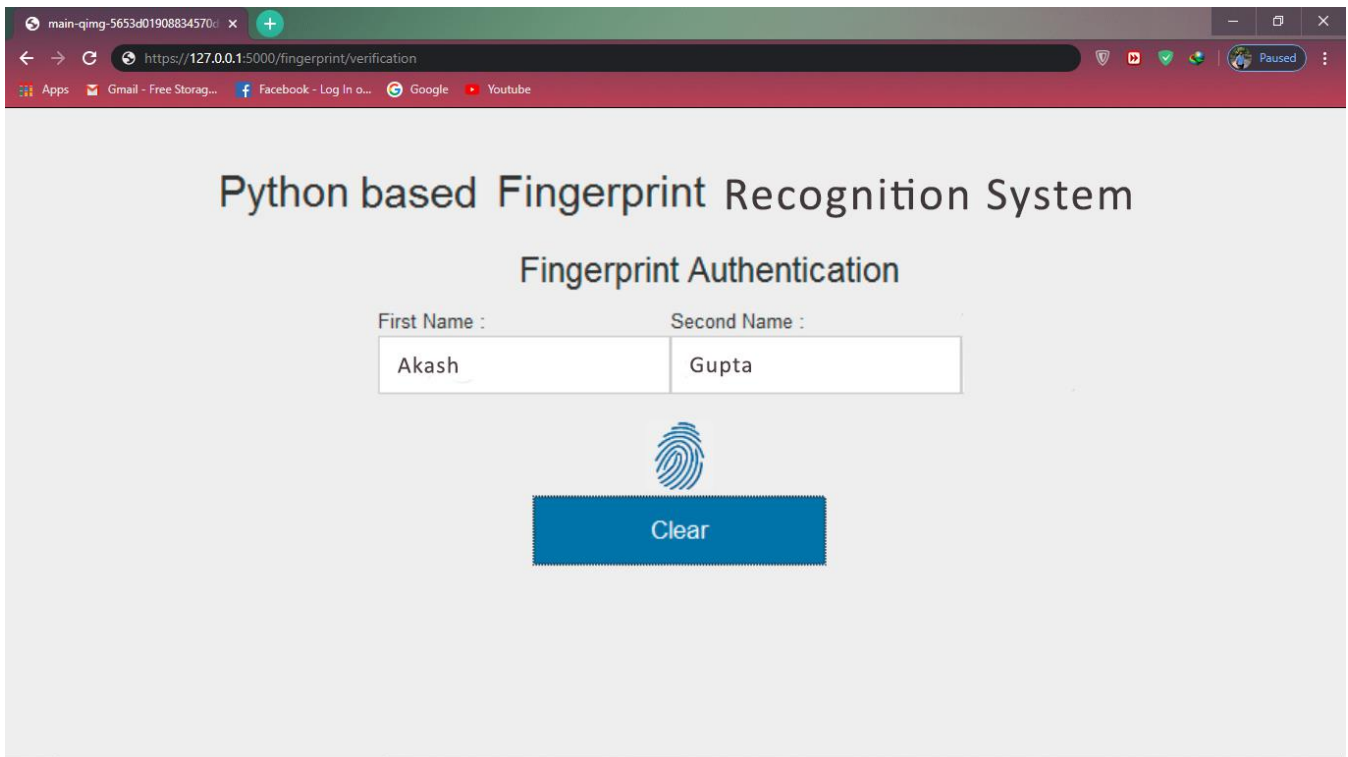 main-qimg-5653d01908834570d
https://127.0.0.1:5000/fingerprint/verification
Paused
Apps Gmail - Free Storag... Facebook - Log In o... Google Youtube
Python based Fingerprint Recognition System
Fingerprint Authentication
First Name : Second Name :
Akash Gupta
Clear